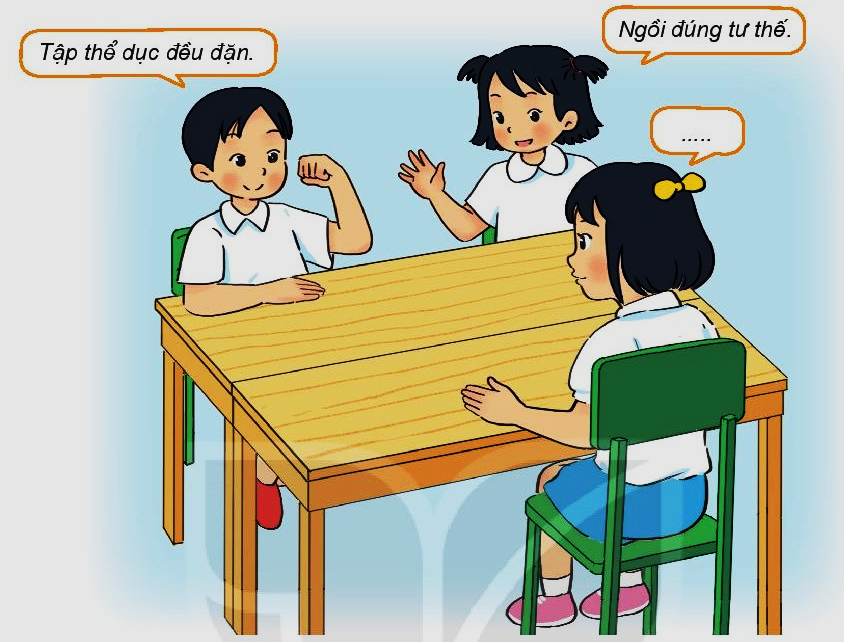 Tập thể dục đều đặn.
Ngồi đúng tư thế.
.....